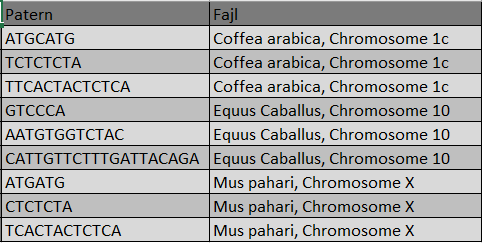 Patern Fajl
ATGCATG Coffea arabica, Chromosome 1c
TCTCTCTA Coffea arabica, Chromosome 1c
TTCACTACTCTCA Coffea arabica, Chromosome 1c
GTCCCA Equus Caballus, Chromosome 10
AATGTGGTCTAC Equus Caballus, Chromosome 10
CATTGTTCTTTGATTACAGA Equus Caballus, Chromosome 10
ATGATG Mus pahari, Chromosome X
CTCTCTA Mus pahari, Chromosome X
TCACTACTCTCA Mus pahari, Chromosome X